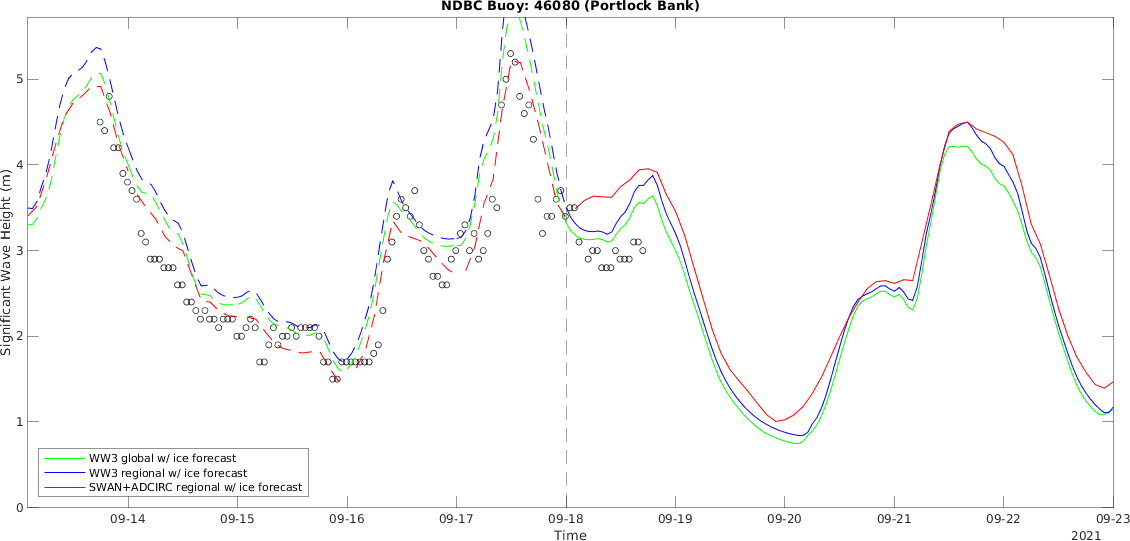 NDBC Buoy: 46080 (Portlock Bank)
Significant Wave Height (m)
5
4
3
2
1
0
WW3 global w/ ice forecast
WW3 regional w/ ice forecast
SWAN+ADCIRC regional w/ ice forecast
09-14 09-15 09-16 09-17 09-18 09-19 09-20 09-21 09-22 09-23
Time
2021